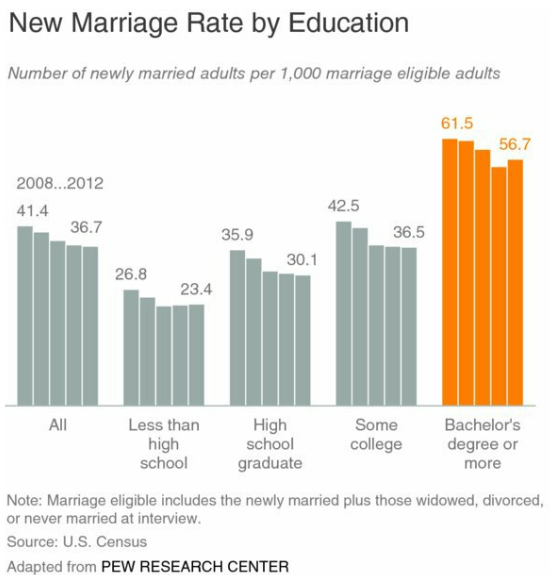 New Marriage Rate by Education
Number of newly married adults per 1,000 marriage eligible adults
61.5
56.7
2008...2012
41.4
36.7
26.8
23.4
35.9
30.1
42.5
36.5
All
Less than
high
school
High
school
graduate
Some
college
Bachelor's
degree or
more
Note: Marriage eligible includes the newly married plus those widowed, divorced,
or never married at interview.
Source: U.S. Census
Adapted from PEW RESEARCH CENTER